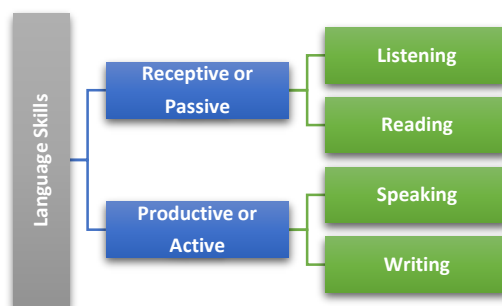 Language Skills
Receptive or
Passive
Listening
Reading
Productive or
Active
Speaking
Writing